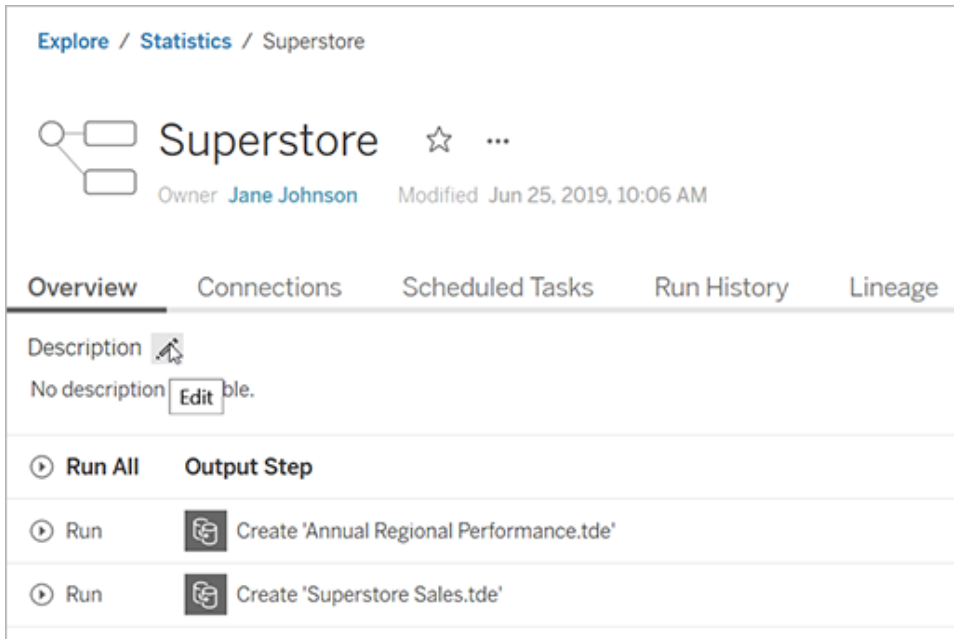 Explore / Statistics / Superstore
Superstore
Owner Jane Johnson Modified Jun 25, 2019, 10:06 AM
Overview Connections Scheduled Tasks Run History Lineage
Description
No description ble.
Edit
Run All Output Step
Run Create 'Annual Regional Performance.tde'
Run Create 'Superstore Sales.tde'